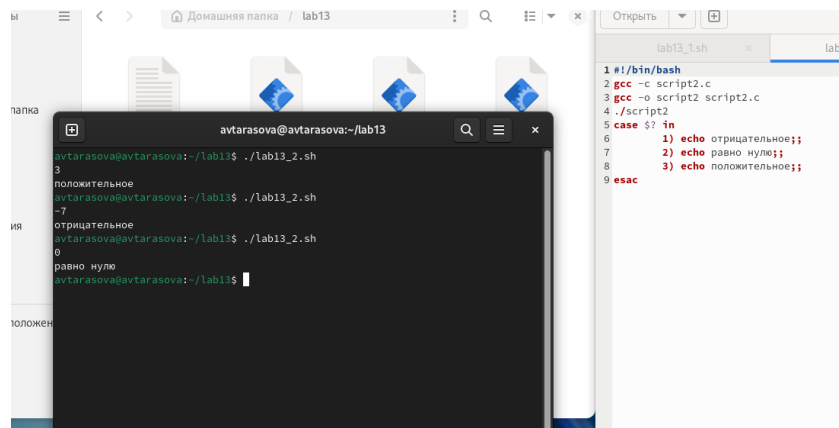 ы
Домашняя папка / lab13
Открыть
lab13_1.sh
lab
папка
ия
положен
avtarasova@avtarasova:~/lab13
avtarasova@avtarasova:~/lab13$ ./lab13_2.sh
3
положительное
avtarasova@avtarasova:~/lab13$ ./lab13_2.sh
-7
отрицательное
avtarasova@avtarasova:~/lab13$ ./lab13_2.sh
0
равно нулю
avtarasova@avtarasova:~/lab13$
1 #!/bin/bash
2 gcc -c script2.c
3 gcc -o script2 script2.c
4 ./script2
5 case $? in
6 1) echo отрицательное;;
7 2) echo равно нулю;;
8 3) echo положительное;;
9 esac